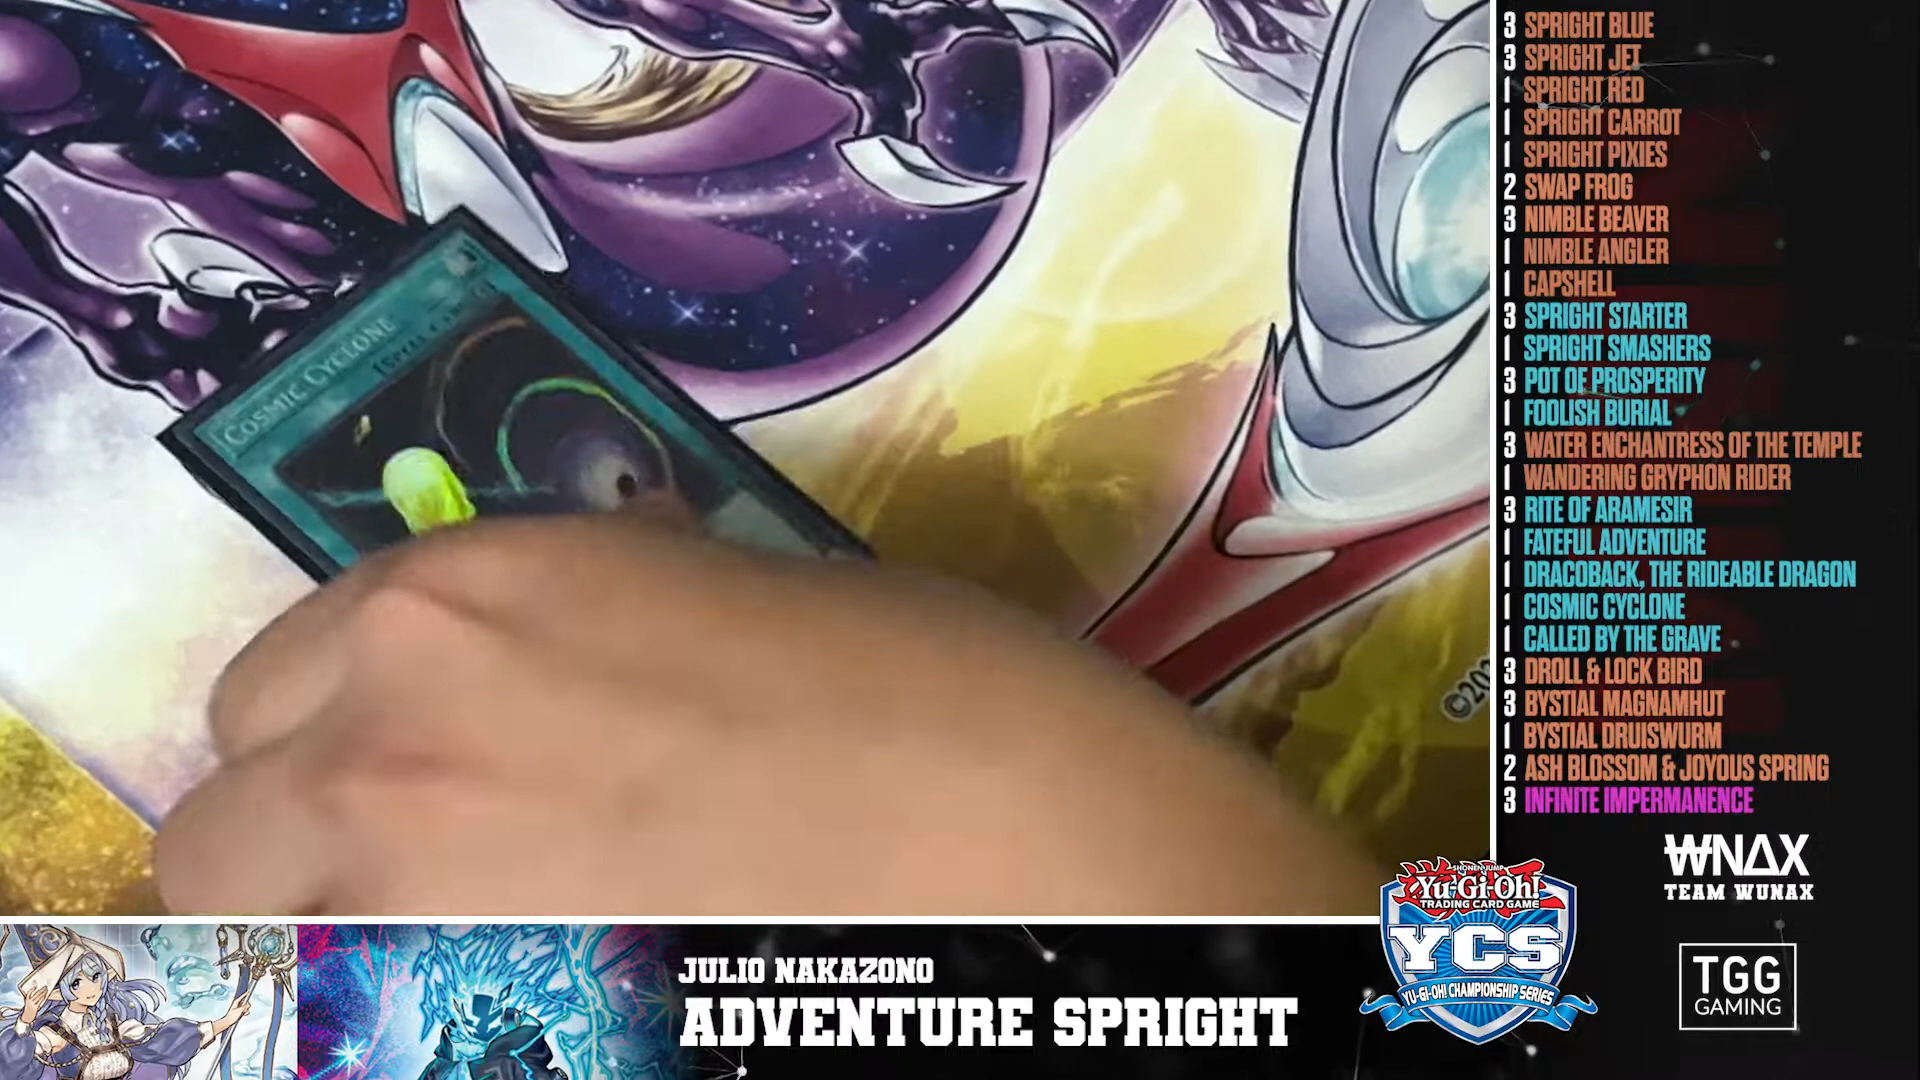 COSMIC CYCLONE
[SPELL CARD
©20
3 SPRIGHT BLUE
3 SPRIGHT JET
1 SPRIGHT RED
1 SPRIGHT CARROT
1 SPRIGHT PIXIES
2 SWAP FROG
3 NIMBLE BEAVER
1 NIMBLE ANGLER
1 CAPSHELL
3 SPRIGHT STARTER
1 SPRIGHT SMASHERS
3 POT OF PROSPERITY
1 FOOLISH BURIAL
3 WATER ENCHANTRESS OF THE TEMPLE
1 WANDERING GRYPHON RIDER
3 RITE OF ARAMESIR
1 FATEFUL ADVENTURE
1 DRACOBACK, THE RIDEABLE DRAGON
1 COSMIC CYCLONE
1 CALLED BY THE GRAVE
3 DROLL & LOCK BIRD
3 BYSTIAL MAGNAMHUT
1 BYSTIAL DRUISWURM
2 ASH BLOSSOM & JOYOUS SPRING
3 INFINITE IMPERMANENCE
WNAX
TEAM WUNAX
TGG
GAMING
SHONEN JUMP
Yu-Gi-Oh!
TRADING CARD GAME
YCS
YU-GI-OH! CHAMPIONSHIP SERIES
JULIO NAKAZONO
ADVENTURE SPRIGHT